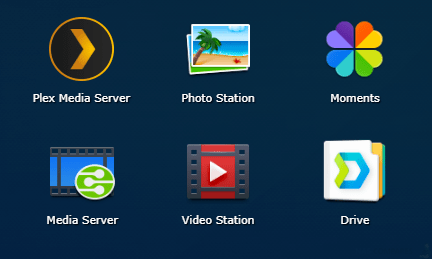 Plex Media Server
Photo Station
Moments
Media Server
Video Station
Drive